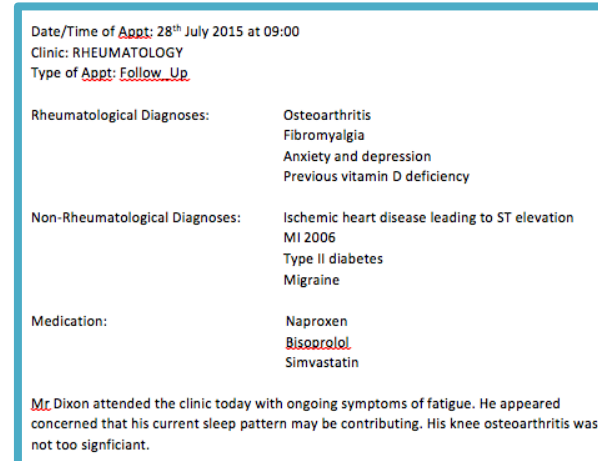 Date/Time of Appt: 28th July 2015 at 09:00
Clinic: RHEUMATOLOGY
Type of Appt: Follow_Up
Rheumatological Diagnoses: Osteoarthritis
Fibromyalgia
Anxiety and depression
Previous vitamin D deficiency
Non-Rheumatological Diagnoses: Ischemic heart disease leading to ST elevation
MI 2006
Type II diabetes
Migraine
Medication: Naproxen
Bisoprolol
Simvastatin
Mr Dixon attended the clinic today with ongoing symptoms of fatigue. He appeared
concerned that his current sleep pattern may be contributing. His knee osteoarthritis was
not too signficiant.